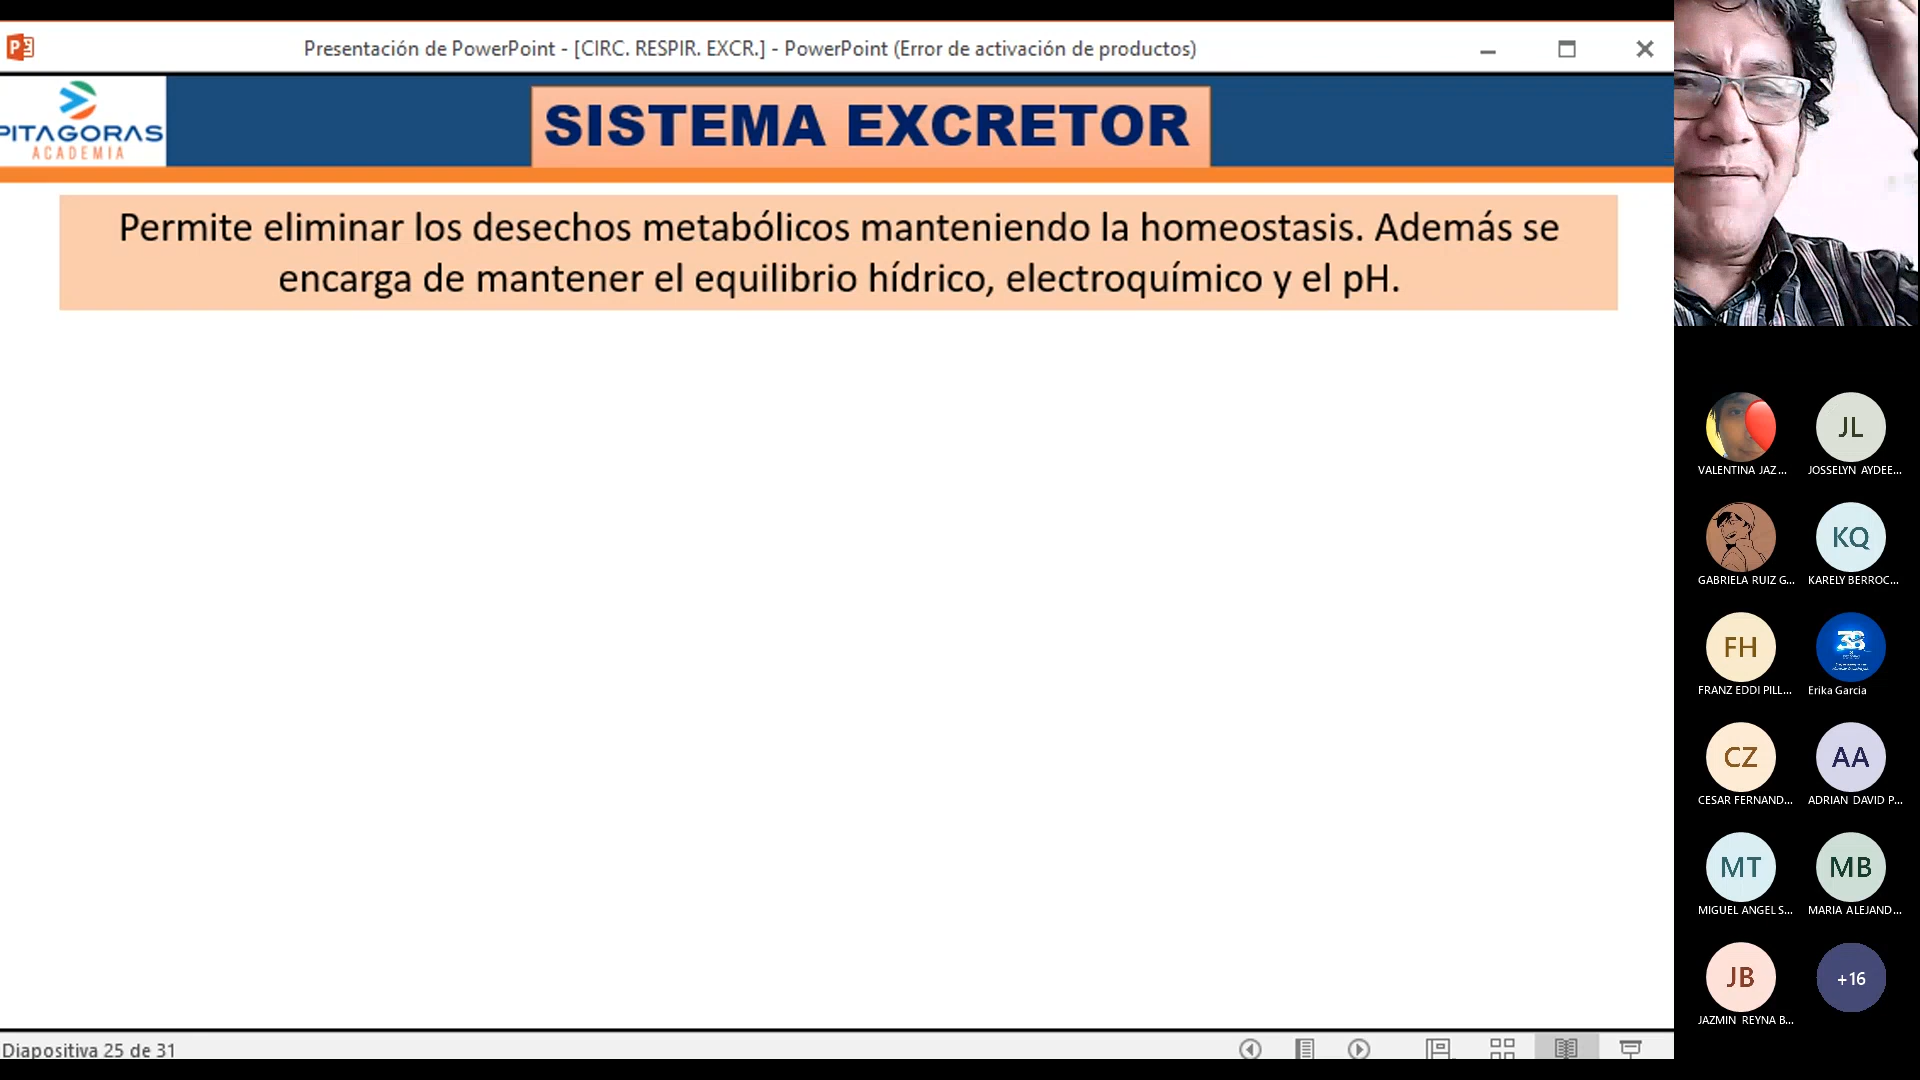 Presentación de PowerPoint - [CIRC. RESPIR. EXCR.] - PowerPoint (Error de activación de productos)
PITAGORAS
ACADEMIA
SISTEMA EXCRETOR
Permite eliminar los desechos metabólicos manteniendo la homeostasis. Además se
encarga de mantener el equilibrio hídrico, electroquímico y el pH.
JL
VALENTINA JAZ...
JOSSELYN AYDEE...
KQ
GABRIELA RUIZ G...
KARELY BERROC...
FH
38
FRANZ EDDI PILL...
Erika Garcia
CZ
AA
CESAR FERNAND...
ADRIAN DAVID P...
MT
MB
MIGUEL ANGEL S...
MARIA ALEJAND...
JB
+16
JAZMIN REYNA B...
Diapositiva 25 de 31